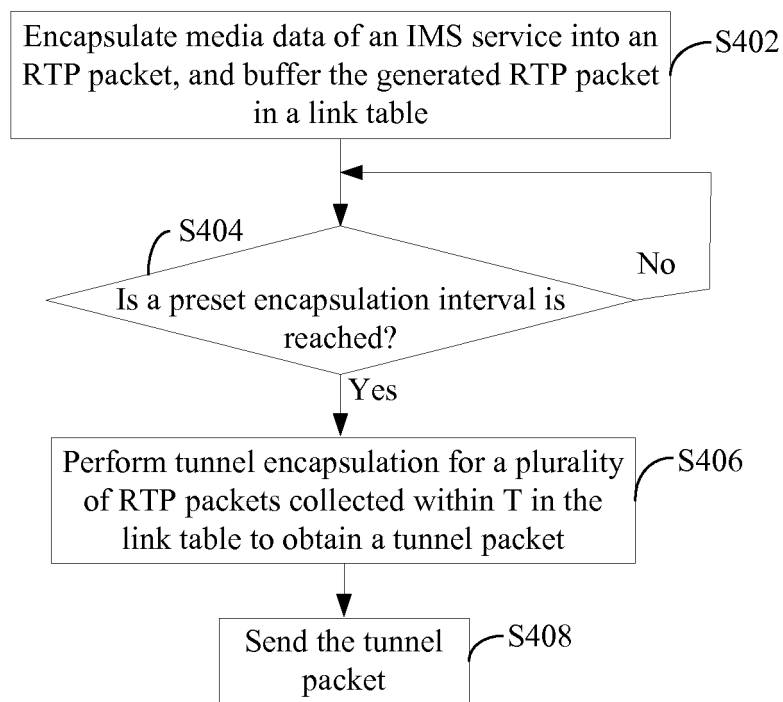 Encapsulate media data of an IMS service into an
RTP packet, and buffer the generated RTP packet
in a link table
S402
S404
No
Is a preset encapsulation interval is
reached?
Yes
Perform tunnel encapsulation for a plurality
of RTP packets collected within T in the
link table to obtain a tunnel packet
S406
Send the tunnel
packet
S408